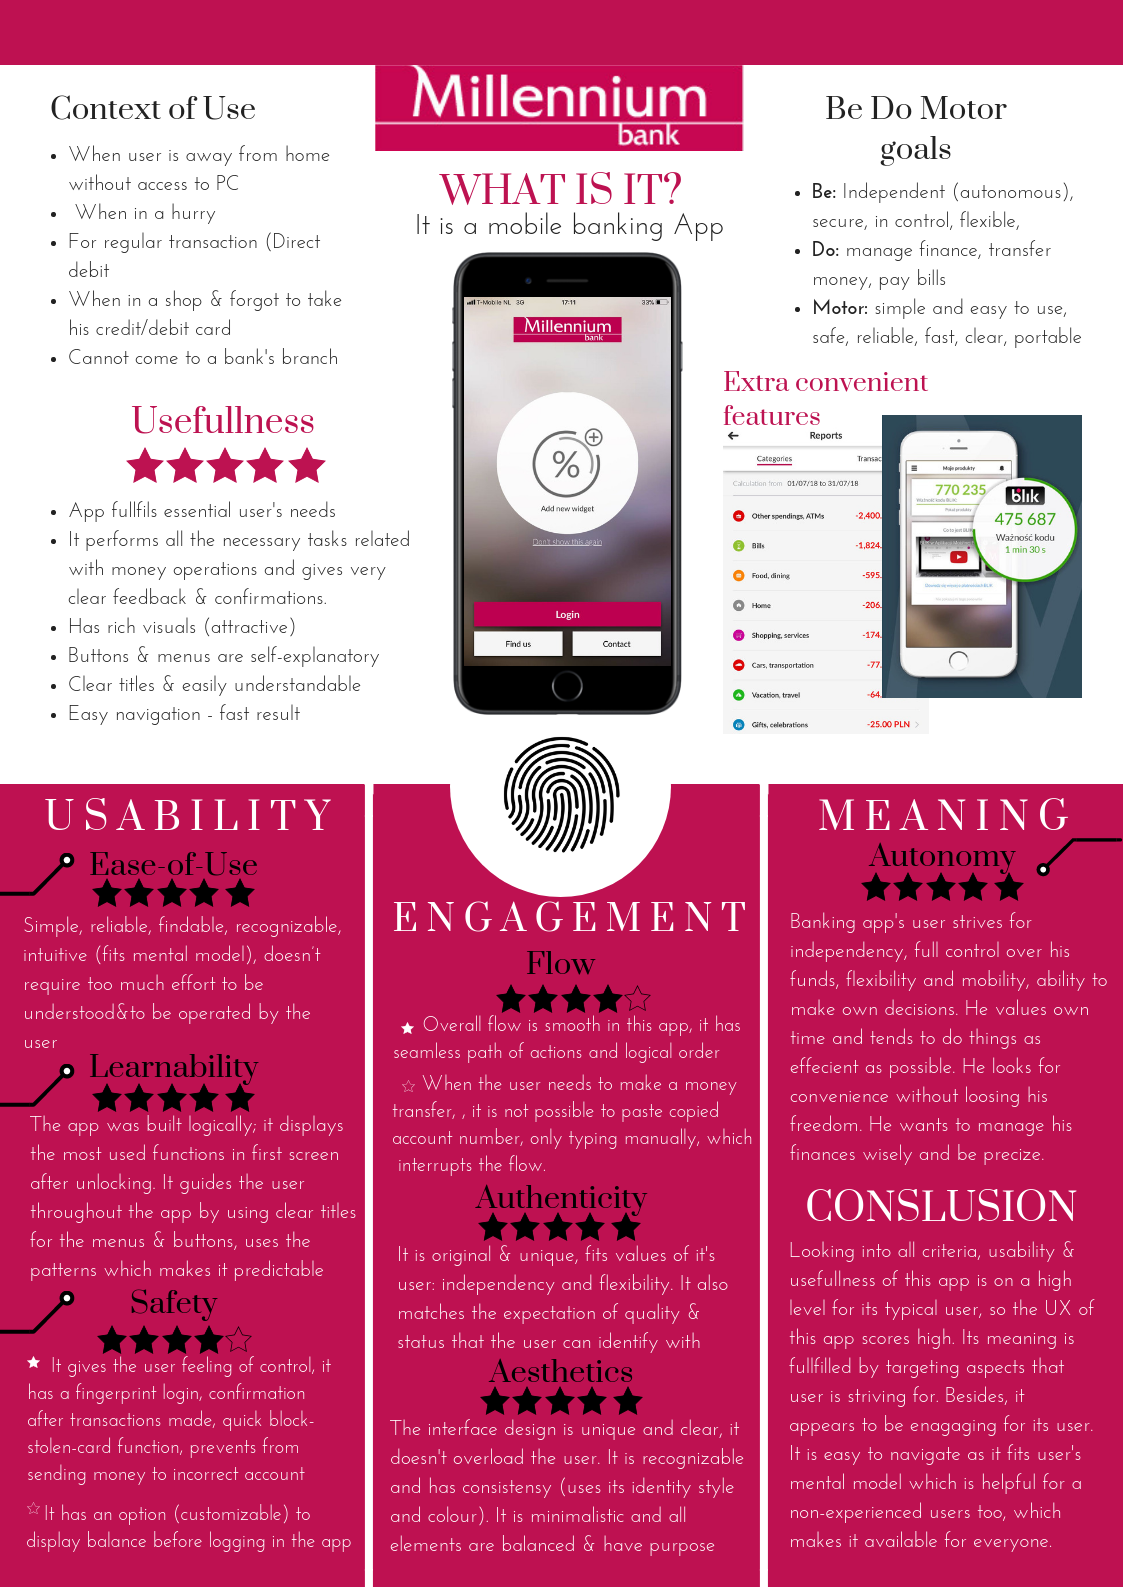 Millennium
bank
Context of Use
When user is away from home
without access to PC
When in a hurry
For regular transaction (Direct
debit
When in a shop & forgot to take
his credit/debit card
Cannot come to a bank's branch
Usefullness
App fullfils essential user's needs
It performs all the necessary tasks related
with money operations and gives very
clear feedback & confirmations.
Has rich visuals (attractive)
Buttons & menus are self-explanatory
Clear titles & easily understandable
Easy navigation - fast result
WHAT IS IT?
It is a mobile banking App
T-Mobile NL 3G 17:11 33%
Millennium
bank
%
Add new widget
Don't show this again
Login
Find us Contact
Be Do Motor
goals
Be: Independent (autonomous),
secure, in control, flexible,
Do: manage finance, transfer
money, pay bills
Motor: simple and easy to use,
safe, reliable, fast, clear, portable
Extra convenient
features
Reports
Categories Transac
Calculation from 01/07/18 to 31/07/18
Other spendings, ATMs -2,400.
Bills -1,824.
Food, dining -595.
Home -206.
Shopping, services -174.
Cars, transportation -77.
Vacation, travel -64.
Gifts, celebrations -25.00 PLN
Moje produkty
770 235
blik
475 687
Ważność kodu
1 min 30 s
USABILITY
Ease-of-Use
Simple, reliable, findable, recognizable,
intuitive (fits mental model), doesn't
require too much effort to be
understood&to be operated by the
user
Learnability
The app was built logically; it displays
the most used functions in first screen
after unlocking. It guides the user
throughout the app by using clear titles
for the menus & buttons, uses the
patterns which makes it predictable
Safety
It gives the user feeling of control, it
has a fingerprint login, confirmation
after transactions made, quick block-
stolen-card function, prevents from
sending money to incorrect account
It has an option (customizable) to
display balance before logging in the app
ENGAGEMENT
Flow
Overall flow is smooth in this app, it has
seamless path of actions and logical order
When the user needs to make a money
transfer, , it is not possible to paste copied
account number, only typing manually, which
interrupts the flow.
Authenticity
It is original & unique, fits values of it's
user: independency and flexibility. It also
matches the expectation of quality &
status that the user can identify with
Aesthetics
The interface design is unique and clear, it
doesn't overload the user. It is recognizable
and has consistensy (uses its identity style
and colour). It is minimalistic and all
elements are balanced & have purpose
MEANING
Autonomy
Banking app's user strives for
independency, full control over his
funds, flexibility and mobility, ability to
make own decisions. He values own
time and tends to do things as
effecient as possible. He looks for
convenience without loosing his
freedom. He wants to manage his
finances wisely and be precize.
CONSLUSION
Looking into all criteria, usability &
usefullness of this app is on a high
level for its typical user, so the UX of
this app scores high. Its meaning is
fullfilled by targeting aspects that
user is striving for. Besides, it
appears to be enagaging for its user.
It is easy to navigate as it fits user's
mental model which is helpful for a
non-experienced users too, which
makes it available for everyone.